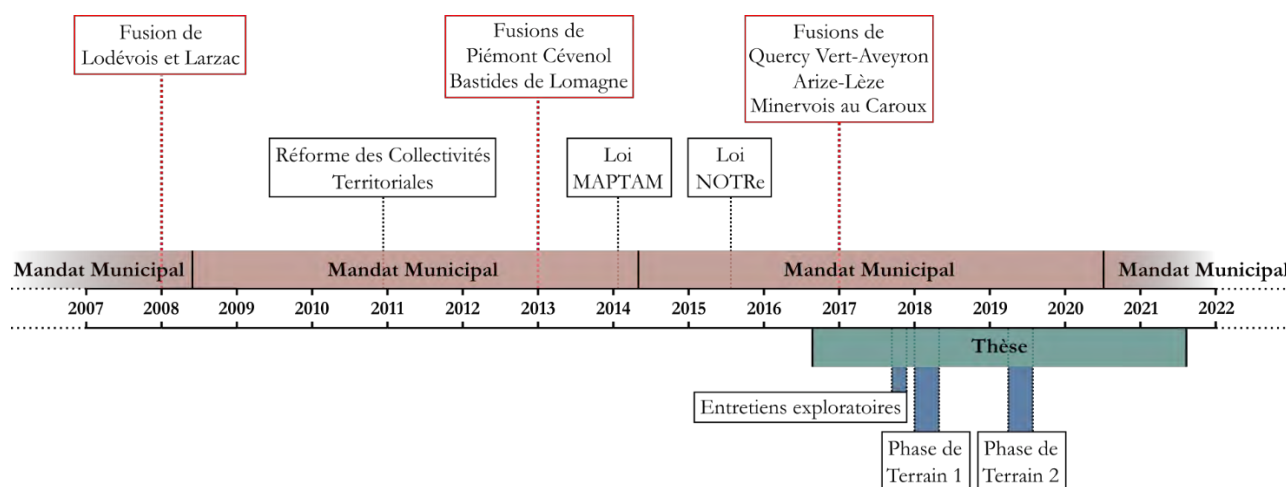 Fusion de
Lodévois et Larzac
Fusions de
Piémont Cévenol
Bastides de Lomagne
Fusions de
Quercy Vert-Aveyron
Arize-Lèze
Minervois au Caroux
Réforme des Collectivités
Territoriales
Loi
MAPTAM
Loi
NOTRe
Mandat Municipal Mandat Municipal Mandat Municipal Mandat Municipal
2007 2008 2009 2010 2011 2012 2013 2014 2015 2016 2017 2018 2019 2020 2021 2022
Thèse
Entretiens exploratoires
Phase de
Terrain 1
Phase de
Terrain 2